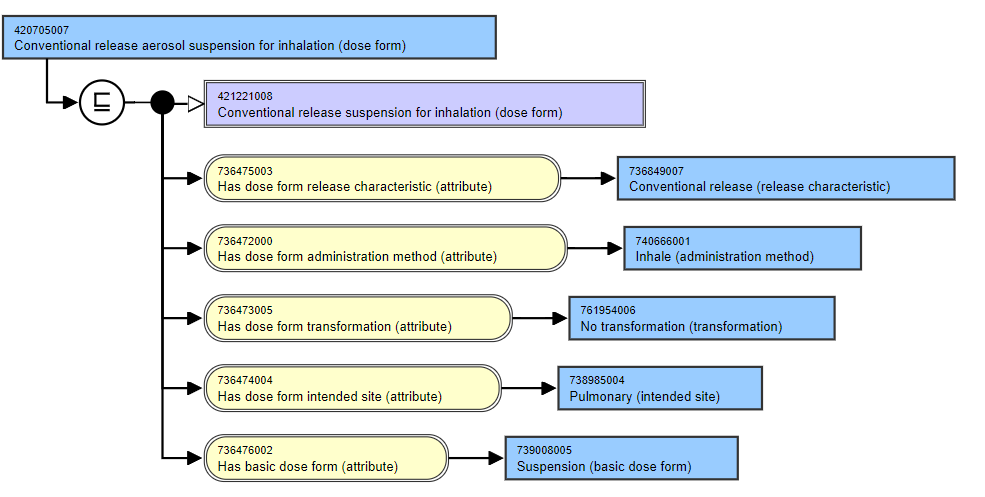 420705007
Conventional release aerosol suspension for inhalation (dose form)
⊑
421221008
Conventional release suspension for inhalation (dose form)
736475003
Has dose form release characteristic (attribute)
736849007
Conventional release (release characteristic)
736472000
Has dose form administration method (attribute)
740666001
Inhale (administration method)
736473005
Has dose form transformation (attribute)
761954006
No transformation (transformation)
736474004
Has dose form intended site (attribute)
738985004
Pulmonary (intended site)
736476002
Has basic dose form (attribute)
739008005
Suspension (basic dose form)